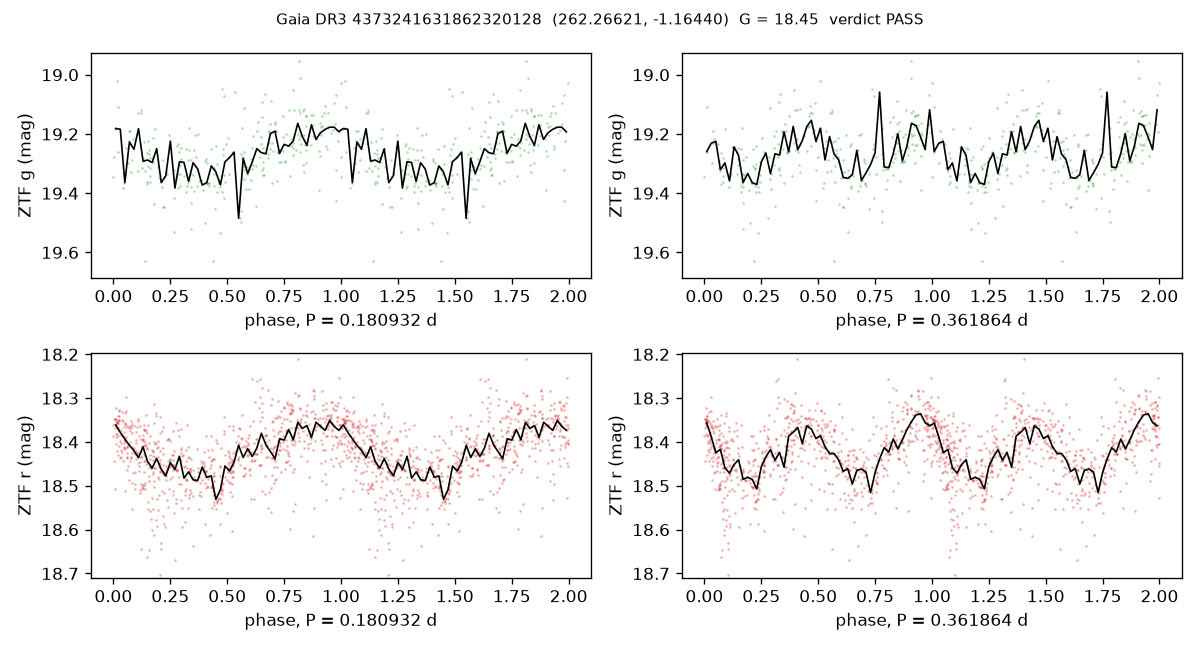 Gaia DR3 4373241631862320128  (262.26621, -1.16440)  G = 18.45  verdict PASS
ZTF g (mag)
19.0
19.2
19.4
19.6
0.00 0.25 0.50 0.75 1.00 1.25 1.50 1.75 2.00
phase, P = 0.180932 d
ZTF g (mag)
19.0
19.2
19.4
19.6
0.00 0.25 0.50 0.75 1.00 1.25 1.50 1.75 2.00
phase, P = 0.361864 d
ZTF r (mag)
18.2
18.3
18.4
18.5
18.6
18.7
0.00 0.25 0.50 0.75 1.00 1.25 1.50 1.75 2.00
phase, P = 0.180932 d
ZTF r (mag)
18.2
18.3
18.4
18.5
18.6
18.7
0.00 0.25 0.50 0.75 1.00 1.25 1.50 1.75 2.00
phase, P = 0.361864 d